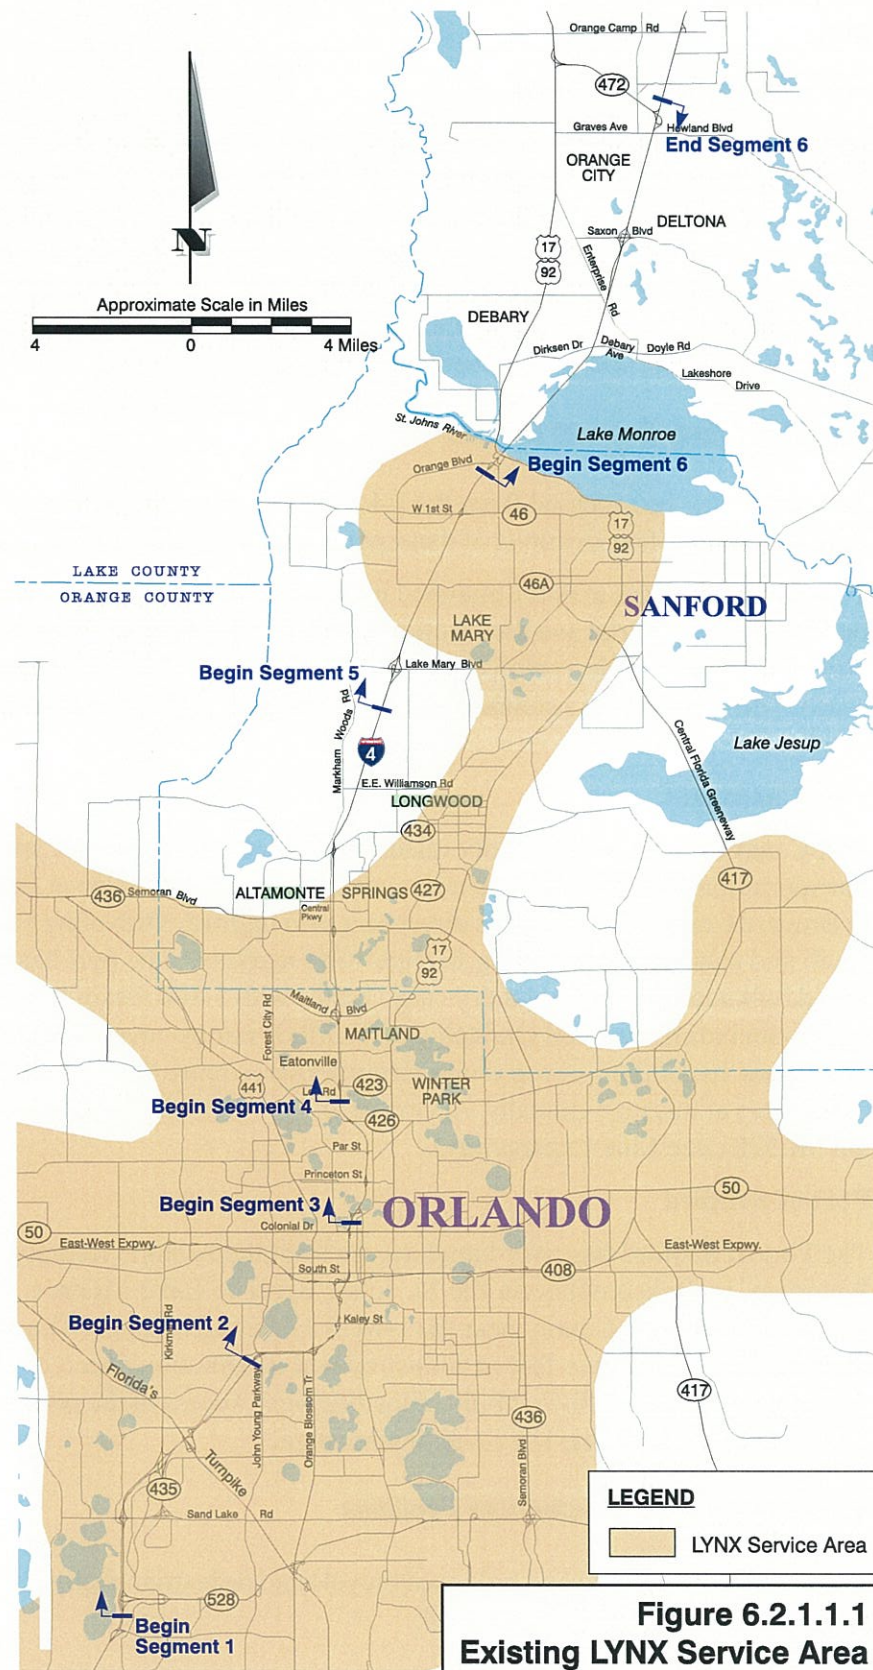 Orange Camp Rd
472
Graves Ave
Howland Blvd
End Segment 6
ORANGE
CITY
DELTONA
Saxon Blvd
17
92
Enterprise Rd
N
Approximate Scale in Miles
4
0
4 Miles
DEBARY
Dirksen Dr
Debary
Ave
Doyle Rd
Lakeshore
Drive
St. Johns River
Lake Monroe
Orange Blvd
Begin Segment 6
W 1st St
46
17
92
LAKE COUNTY
ORANGE COUNTY
46A
SANFORD
LAKE
MARY
Lake Mary Blvd
Begin Segment 5
Markham Woods Rd
4
Central Florida Greeneway
Lake Jesup
E.E. Williamson Rd
LONGWOOD
434
436
Semoran Blvd
ALTAMONTE SPRINGS
427
417
Central
Pkwy
17
92
Forest City Rd
Maitland Blvd
MAITLAND
Eatonville
441
Lee Rd
423
WINTER
PARK
Begin Segment 4
426
Par St
Princeton St
50
Begin Segment 3
ORLANDO
Colonial Dr
50
East-West Expwy.
East-West Expwy.
South St
408
Kirkman Rd
Kaley St
Begin Segment 2
Florida's
Turnpike
John Young Parkway
Orange Blossom Tr
417
436
Semoran Blvd
435
Sand Lake Rd
LEGEND
LYNX Service Area
528
Begin
Segment 1
Figure 6.2.1.1.1
Existing LYNX Service Area